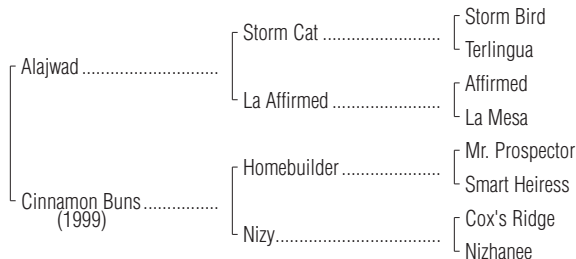 Storm Bird
Storm Cat ........................
Terlingua
Alajwad ............................
Affirmed
La Affirmed ......................
La Mesa
Mr. Prospector
Homebuilder ....................
Smart Heiress
Cinnamon Buns ................
(1999)
Cox's Ridge
Nizy..................................
Nizhanee